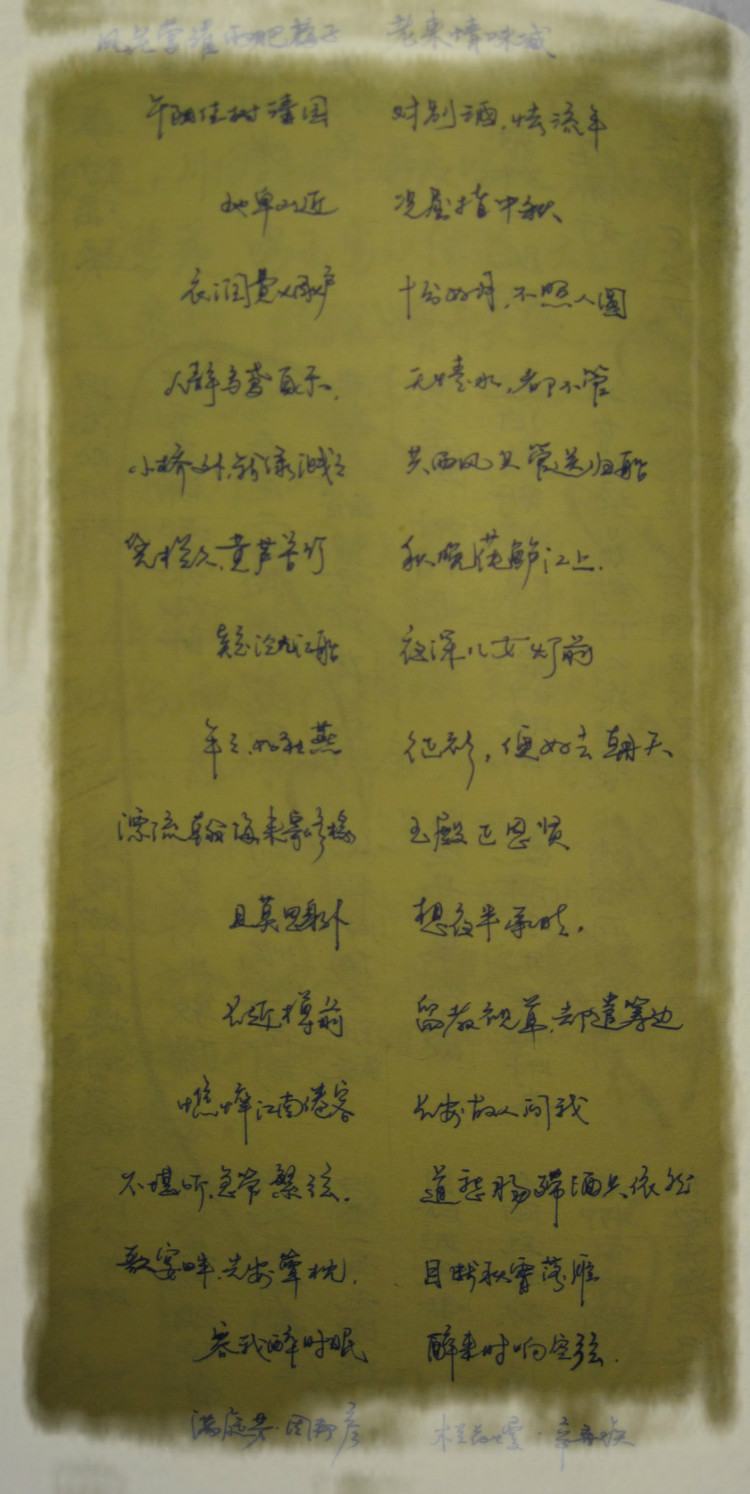 风老莺雏雨肥梅子
午阴佳树清圆
地卑山近
衣润费炉烟
人静乌鸢自乐,
小桥外,新绿溅溅
凭栏久,黄芦苦竹
疑泛九江船
年年,如社燕
漂流瀚海来寄修椽
且莫思身外
长近樽前
憔悴江南倦客
不堪听,急管繁弦,
歌筵畔,先安簟枕,
容我醉时眠
满庭芳·周邦彦
老来情味减
对别酒,怯流年
况屈指中秋
十分好月,不照人圆
无情水,都不管
共西风只管送归船
秋晚莼鲈江上,
夜深儿女灯前
征衫,便好去朝天
玉殿正思贤
想夜半承明,
留教视草,却遣筹边
长安故人问我
道愁肠殢酒只依然
目断秋霄落雁
醉来时响空弦.
木兰花慢·辛弃疾